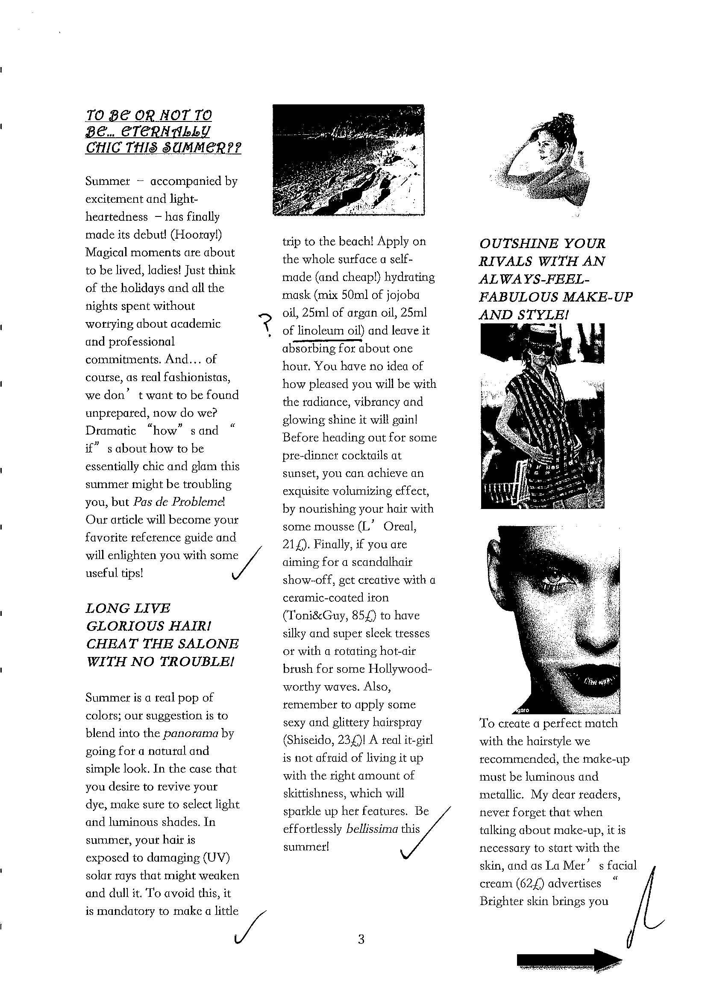 TO BE OR NOT TO
BE... ETERNALLY
CHIC THIS SUMMER??
Summer – accompanied by
excitement and light-
heartedness – has finally
made its debut! (Hooray!)
Magical moments are about
to be lived, ladies! Just think
of the holidays and all the
nights spent without
worrying about academic
and professional
commitments. And... of
course, as real fashionistas,
we don’ t want to be found
unprepared, now do we?
Dramatic “how” s and “
if” s about how to be
essentially chic and glam this
summer might be troubling
you, but Pas de Probleme!
Our article will become your
favorite reference guide and
will enlighten you with some
useful tips!
LONG LIVE
GLORIOUS HAIR!
CHEAT THE SALONE
WITH NO TROUBLE!
Summer is a real pop of
colors; our suggestion is to
blend into the panorama by
going for a natural and
simple look. In the case that
you desire to revive your
dye, make sure to select light
and luminous shades. In
summer, your hair is
exposed to damaging (UV)
solar rays that might weaken
and dull it. To avoid this, it
is mandatory to make a little
trip to the beach! Apply on
the whole surface a self-
made (and cheap!) hydrating
mask (mix 50ml of jojoba
? oil, 25ml of argan oil, 25ml
of linoleum oil) and leave it
absorbing for about one
hour. You have no idea of
how pleased you will be with
the radiance, vibrancy and
glowing shine it will gain!
Before heading out for some
pre-dinner cocktails at
sunset, you can achieve an
exquisite volumizing effect,
by nourishing your hair with
some mousse (L’ Oreal,
21£). Finally, if you are
aiming for a scandalhair
show-off, get creative with a
ceramic-coated iron
(Toni&Guy, 85£) to have
silky and super sleek tresses
or with a rotating hot-air
brush for some Hollywood-
worthy waves. Also,
remember to apply some
sexy and glittery hairspray
(Shiseido, 23£)! A real it-girl
is not afraid of living it up
with the right amount of
skittishness, which will
sparkle up her features. Be
effortlessly bellissima this
summer!
OUTSHINE YOUR
RIVALS WITH AN
ALWAYS-FEEL-
FABULOUS MAKE-UP
AND STYLE!
igaro
To create a perfect match
with the hairstyle we
recommended, the make-up
must be luminous and
metallic. My dear readers,
never forget that when
talking about make-up, it is
necessary to start with the
skin, and as La Mer’ s facial
cream (62£) advertises “
Brighter skin brings you
3